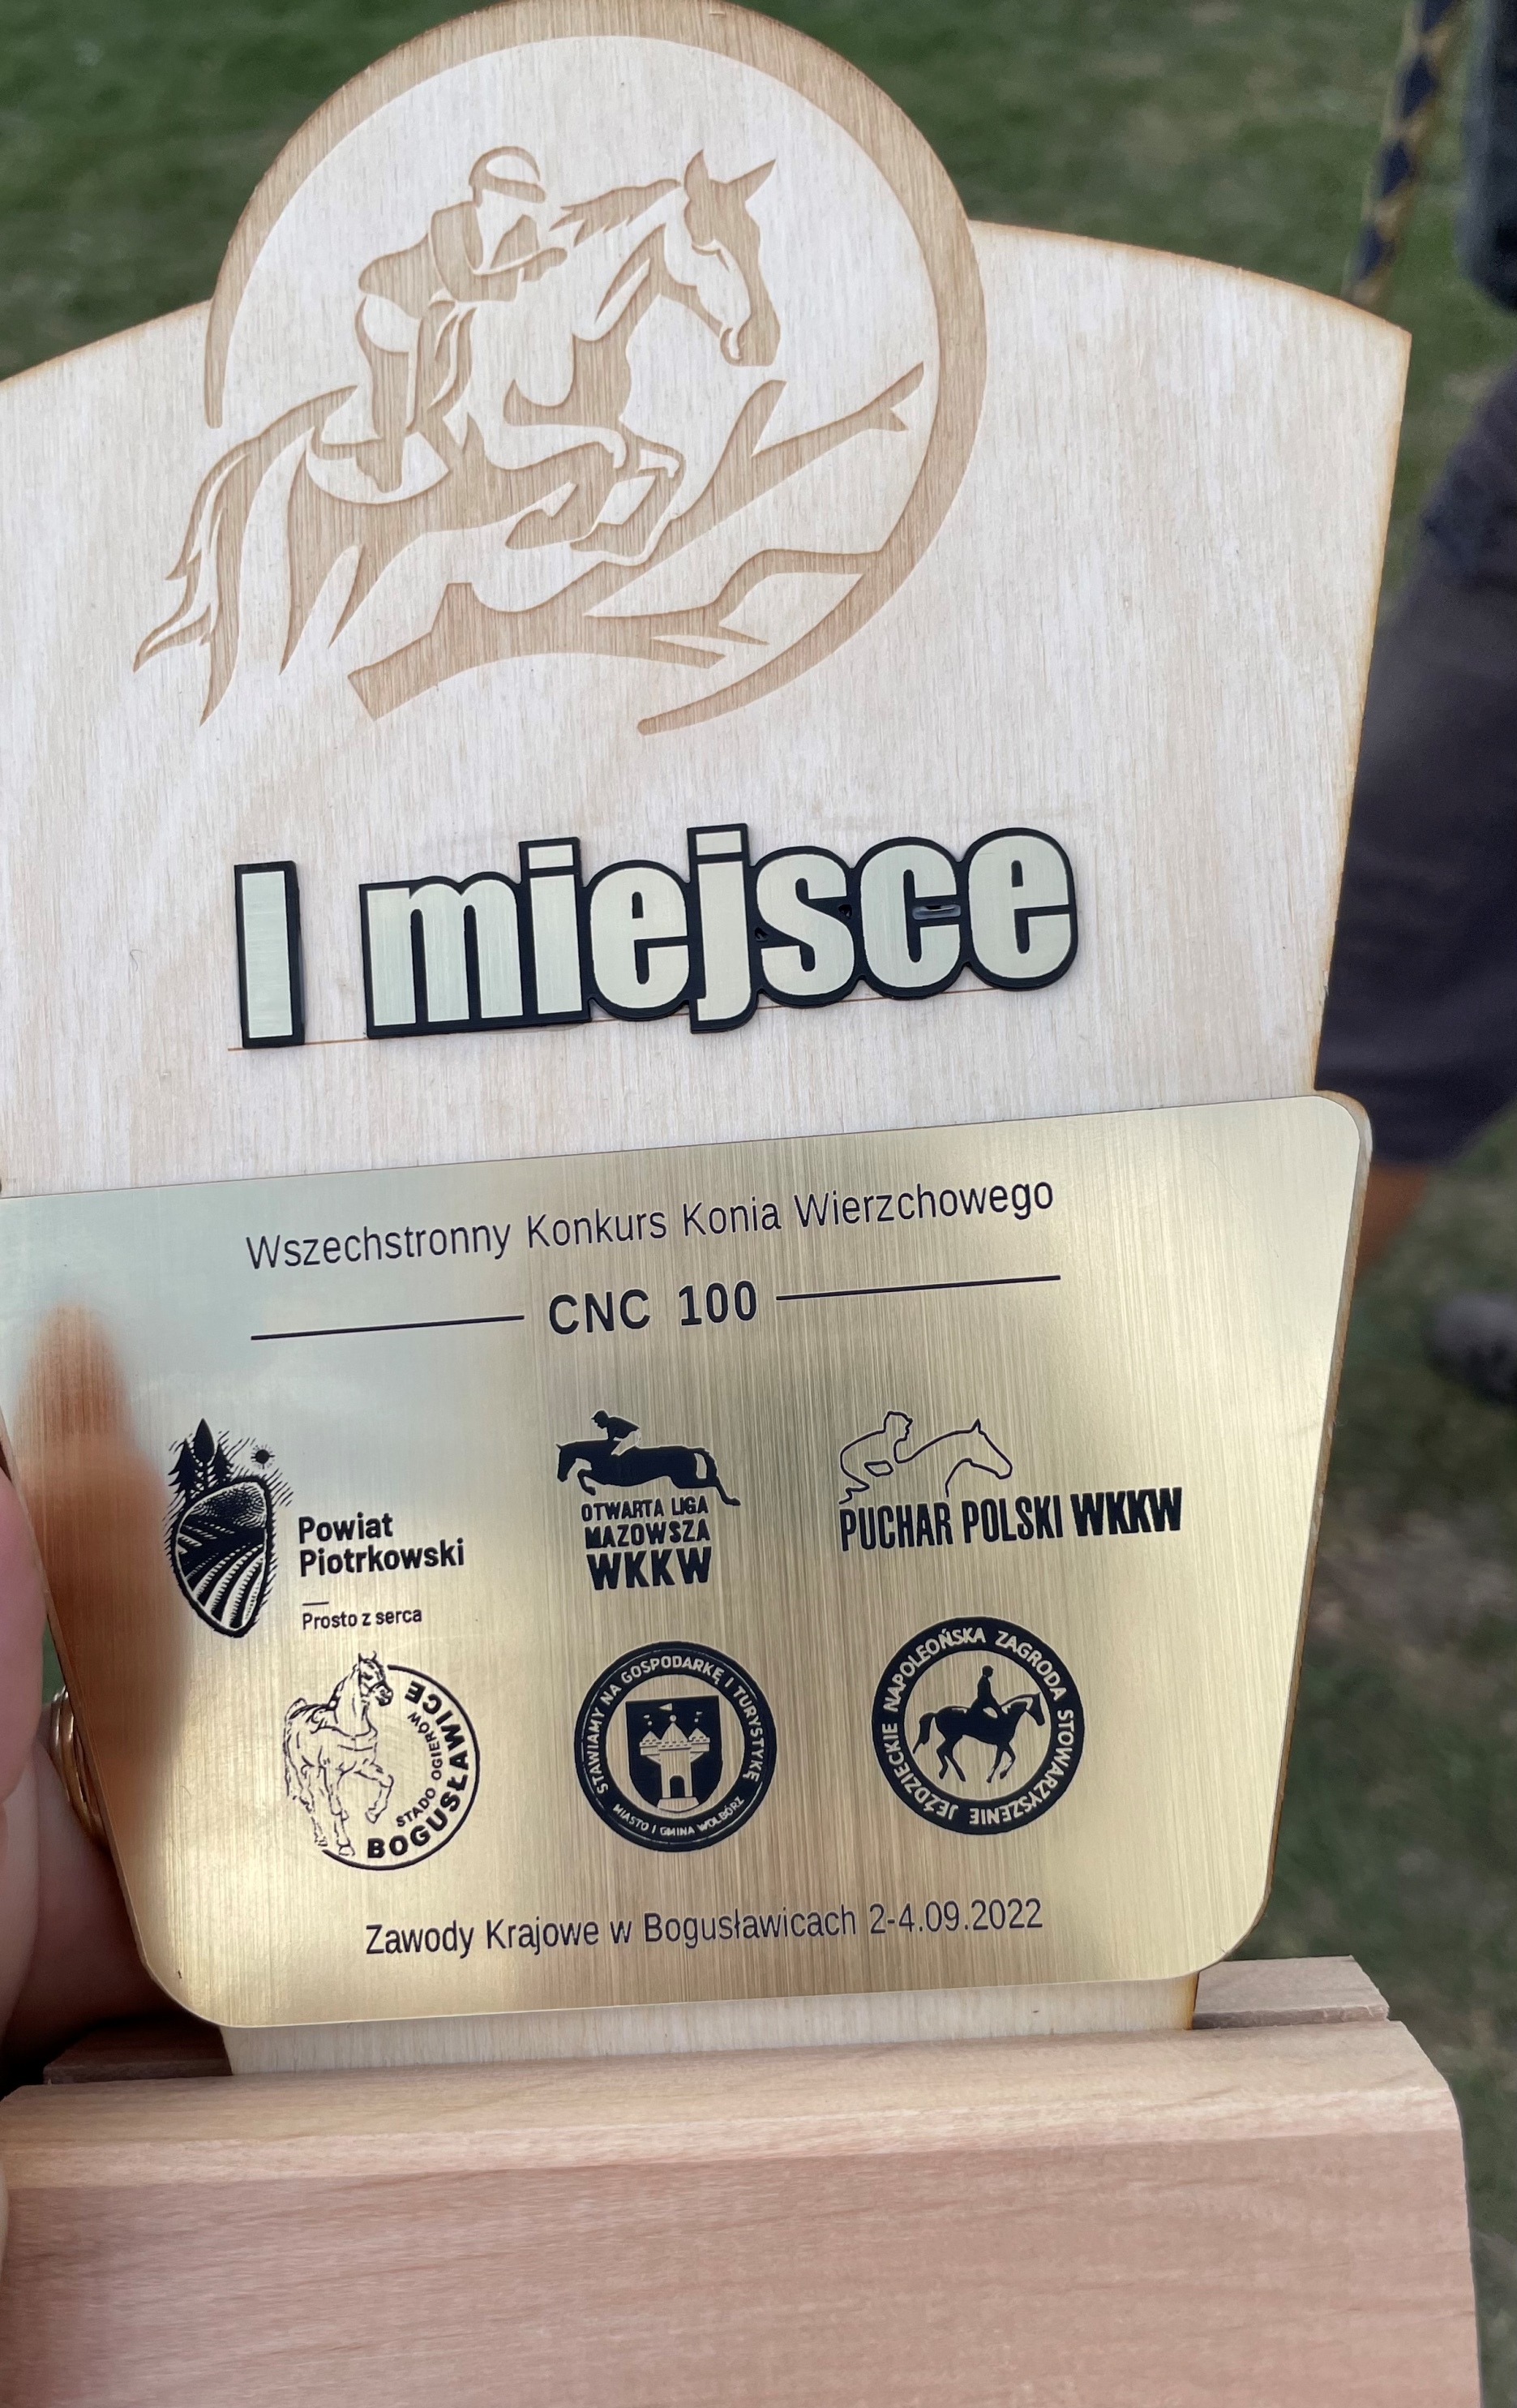 I miejsce
Wszechstronny Konkurs Konia Wierzchowego
CNC 100
Powiat
Piotrkowski
Prosto z serca
OTWARTA LIGA
MAZOWSZA
WKKW
PUCHAR POLSKI WKKW
STADO OGIERÓW
BOGUSŁAWICE
STAWIAMY NA GOSPODARKĘ I TURYSTYKĘ
MIASTO I GMINA WOLBÓRZ
STOWARZYSZENIE JEŹDZIECKIE NAPOLEOŃSKA ZAGRODA
Zawody Krajowe w Bogusławicach 2-4.09.2022